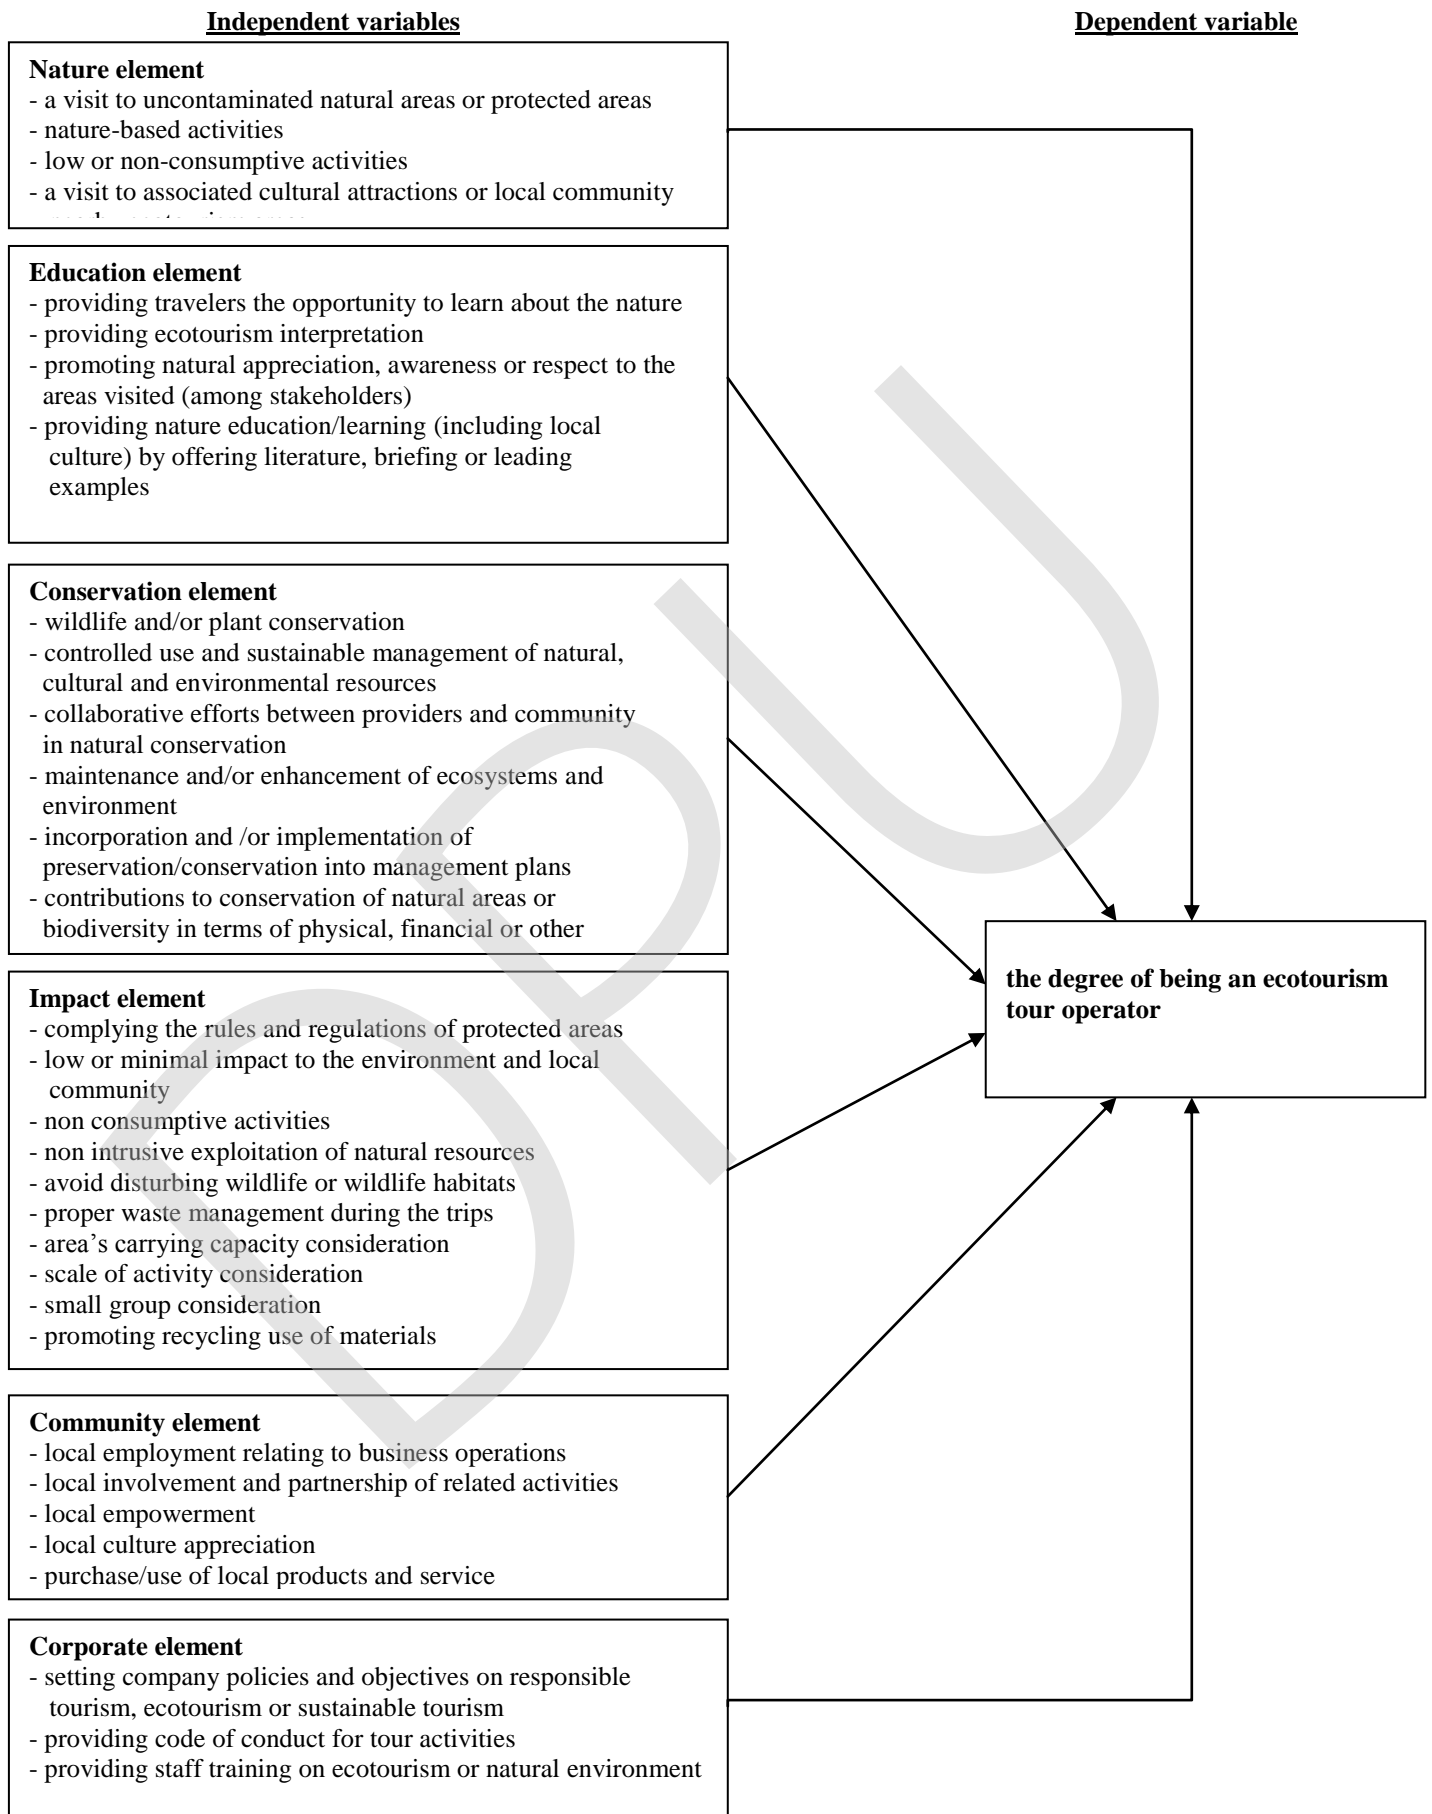 Independent variables
Dependent variable
Nature element
- a visit to uncontaminated natural areas or protected areas
- nature-based activities
- low or non-consumptive activities
- a visit to associated cultural attractions or local community
Education element
- providing travelers the opportunity to learn about the nature
- providing ecotourism interpretation
- promoting natural appreciation, awareness or respect to the
areas visited (among stakeholders)
- providing nature education/learning (including local
culture) by offering literature, briefing or leading
examples
Conservation element
- wildlife and/or plant conservation
- controlled use and sustainable management of natural,
cultural and environmental resources
- collaborative efforts between providers and community
in natural conservation
- maintenance and/or enhancement of ecosystems and
environment
- incorporation and /or implementation of
preservation/conservation into management plans
- contributions to conservation of natural areas or
biodiversity in terms of physical, financial or other
the degree of being an ecotourism
tour operator
Impact element
- complying the rules and regulations of protected areas
- low or minimal impact to the environment and local
community
- non consumptive activities
- non intrusive exploitation of natural resources
- avoid disturbing wildlife or wildlife habitats
- proper waste management during the trips
- area’s carrying capacity consideration
- scale of activity consideration
- small group consideration
- promoting recycling use of materials
Community element
- local employment relating to business operations
- local involvement and partnership of related activities
- local empowerment
- local culture appreciation
- purchase/use of local products and service
Corporate element
- setting company policies and objectives on responsible
tourism, ecotourism or sustainable tourism
- providing code of conduct for tour activities
- providing staff training on ecotourism or natural environment
DPU